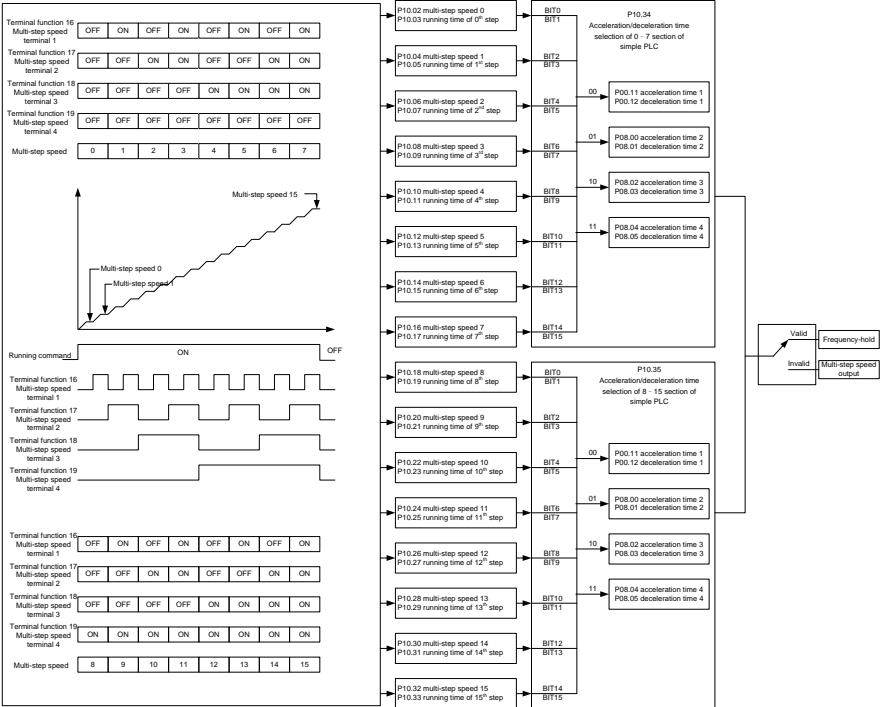 Terminal function 16
Multi-step speed
terminal 1
OFF ON OFF ON OFF ON OFF ON
Terminal function 17
Multi-step speed
terminal 2
OFF OFF ON ON OFF OFF ON ON
Terminal function 18
Multi-step speed
terminal 3
OFF OFF OFF OFF ON ON ON ON
Terminal function 19
Multi-step speed
terminal 4
OFF OFF OFF OFF OFF OFF OFF OFF
Multi-step speed
0 1 2 3 4 5 6 7
Multi-step speed 15
Multi-step speed 0
Multi-step speed 1
Running command
ON
OFF
Terminal function 16
Multi-step speed
terminal 1
Terminal function 17
Multi-step speed
terminal 2
Terminal function 18
Multi-step speed
terminal 3
Terminal function 19
Multi-step speed
terminal 4
Terminal function 16
Multi-step speed
terminal 1
OFF ON OFF ON OFF ON OFF ON
Terminal function 17
Multi-step speed
terminal 2
OFF OFF ON ON OFF OFF ON ON
Terminal function 18
Multi-step speed
terminal 3
OFF OFF OFF OFF ON ON ON ON
Terminal function 19
Multi-step speed
terminal 4
ON ON ON ON ON ON ON ON
Multi-step speed
8 9 10 11 12 13 14 15
P10.02 multi-step speed 0
P10.03 running time of 0th step
P10.04 multi-step speed 1
P10.05 running time of 1st step
P10.06 multi-step speed 2
P10.07 running time of 2nd step
P10.08 multi-step speed 3
P10.09 running time of 3rd step
P10.10 multi-step speed 4
P10.11 running time of 4th step
P10.12 multi-step speed 5
P10.13 running time of 5th step
P10.14 multi-step speed 6
P10.15 running time of 6th step
P10.16 multi-step speed 7
P10.17 running time of 7th step
P10.18 multi-step speed 8
P10.19 running time of 8th step
P10.20 multi-step speed 9
P10.21 running time of 9th step
P10.22 multi-step speed 10
P10.23 running time of 10th step
P10.24 multi-step speed 11
P10.25 running time of 11th step
P10.26 multi-step speed 12
P10.27 running time of 12th step
P10.28 multi-step speed 13
P10.29 running time of 13th step
P10.30 multi-step speed 14
P10.31 running time of 14th step
P10.32 multi-step speed 15
P10.33 running time of 15th step
BIT0
BIT1
BIT2
BIT3
BIT4
BIT5
BIT6
BIT7
BIT8
BIT9
BIT10
BIT11
BIT12
BIT13
BIT14
BIT15
P10.34
Acceleration/deceleration time
selection of 0 - 7 section of
simple PLC
00
P00.11 acceleration time 1
P00.12 deceleration time 1
01
P08.00 acceleration time 2
P08.01 deceleration time 2
10
P08.02 acceleration time 3
P08.03 deceleration time 3
11
P08.04 acceleration time 4
P08.05 deceleration time 4
BIT0
BIT1
BIT2
BIT3
BIT4
BIT5
BIT6
BIT7
BIT8
BIT9
BIT10
BIT11
BIT12
BIT13
BIT14
BIT15
P10.35
Acceleration/deceleration time
selection of 8 - 15 section of
simple PLC
00
P00.11 acceleration time 1
P00.12 deceleration time 1
01
P08.00 acceleration time 2
P08.01 deceleration time 2
10
P08.02 acceleration time 3
P08.03 deceleration time 3
11
P08.04 acceleration time 4
P08.05 deceleration time 4
Valid
Frequency-hold
Invalid
Multi-step speed
output